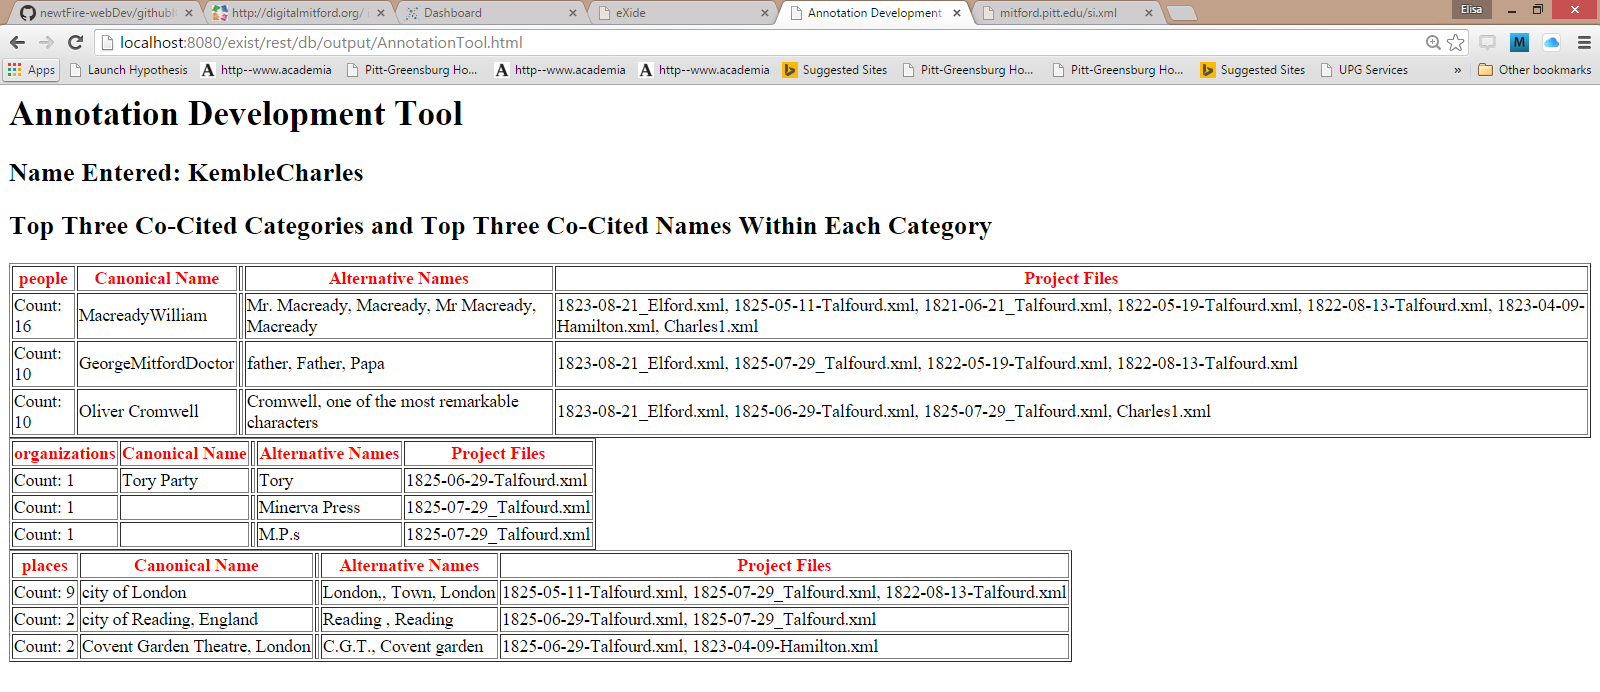 newtFire-webDev/githubI
http://digitalmitford.org/ i
Dashboard
eXide
Annotation Development
mitford.pitt.edu/si.xml
Elisa
localhost:8080/exist/rest/db/output/AnnotationTool.html
M
Apps
Launch Hypothesis
A http--www.academia
Pitt-Greensburg Ho...
A http--www.academia
A http--www.academia
Suggested Sites
Pitt-Greensburg Ho...
Pitt-Greensburg Ho...
Suggested Sites
UPG Services
»
Other bookmarks
Annotation Development Tool
Name Entered: KembleCharles
Top Three Co-Cited Categories and Top Three Co-Cited Names Within Each Category
people Canonical Name Alternative Names Project Files
Count: 16 MacreadyWilliam Mr. Macready, Macready, Mr Macready, Macready 1823-08-21_Elford.xml, 1825-05-11-Talfourd.xml, 1821-06-21_Talfourd.xml, 1822-05-19-Talfourd.xml, 1822-08-13-Talfourd.xml, 1823-04-09-Hamilton.xml, Charles1.xml
Count: 10 GeorgeMitfordDoctor father, Father, Papa 1823-08-21_Elford.xml, 1825-07-29_Talfourd.xml, 1822-05-19-Talfourd.xml, 1822-08-13-Talfourd.xml
Count: 10 Oliver Cromwell Cromwell, one of the most remarkable characters 1823-08-21_Elford.xml, 1825-06-29-Talfourd.xml, 1825-07-29_Talfourd.xml, Charles1.xml
organizations Canonical Name Alternative Names Project Files
Count: 1 Tory Party Tory 1825-06-29-Talfourd.xml
Count: 1 Minerva Press 1825-07-29_Talfourd.xml
Count: 1 M.P.s 1825-07-29_Talfourd.xml
places Canonical Name Alternative Names Project Files
Count: 9 city of London London,, Town, London 1825-05-11-Talfourd.xml, 1825-07-29_Talfourd.xml, 1822-08-13-Talfourd.xml
Count: 2 city of Reading, England Reading , Reading 1825-06-29-Talfourd.xml, 1825-07-29_Talfourd.xml
Count: 2 Covent Garden Theatre, London C.G.T., Covent garden 1825-06-29-Talfourd.xml, 1823-04-09-Hamilton.xml